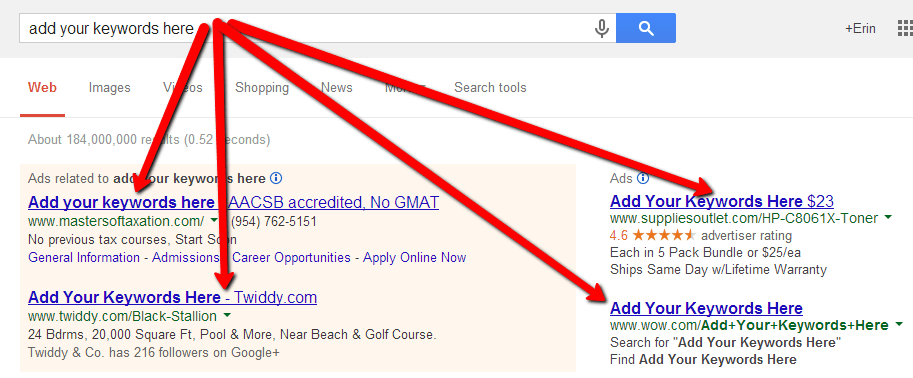 add your keywords here
+Erin
Web Images Videos Shopping News Search tools
About 184,000,000 results (0.52 seconds)
Ads related to add your keywords here
Add your keywords here - AACSB accredited, No GMAT
www.mastersoftaxation.com/ (954) 762-5151
No previous tax courses, Start Soon
General Information - Admissions - Career Opportunities - Apply Online Now
Add Your Keywords Here - Twiddy.com
www.twiddy.com/Black-Stallion
24 Bdrms, 20,000 Square Ft, Pool & More, Near Beach & Golf Course.
Twiddy & Co. has 216 followers on Google+
Ads
Add Your Keywords Here $23
www.suppliesoutlet.com/HP-C8061X-Toner
4.6 advertiser rating
Each in 5 Pack Bundle or $25/ea
Ships Same Day w/Lifetime Warranty
Add Your Keywords Here
www.wow.com/Add+Your+Keywords+Here
Search for "Add Your Keywords Here"
Find Add Your Keywords Here